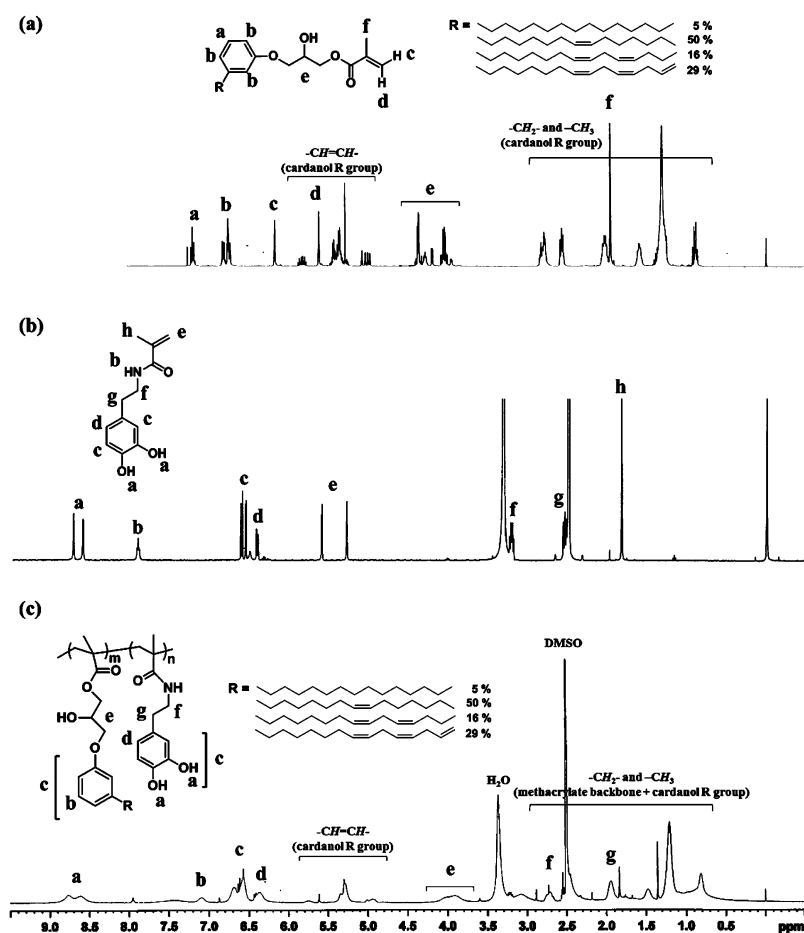 (a)
a
b
b
b
R
O
OH
e
O
O
f
H
c
H
d
R =
5 %
50 %
16 %
29 %
f
-CH₂- and –CH₃
(cardanol R group)
-CH=CH-
(cardanol R group)
a
b
c
d
e
(b)
h
e
b
HN
O
g
f
d
c
c
OH
a
OH
a
a
b
c
d
e
f
g
h
(c)
m
n
O
O
O
NH
HO
e
g
f
O
d
c
c
b
R
OH
a
OH
a
R =
5 %
50 %
16 %
29 %
DMSO
H₂O
-CH₂- and –CH₃
(methacrylate backbone + cardanol R group)
-CH=CH-
(cardanol R group)
a
b
c
d
e
f
g
9.5 9.0 8.5 8.0 7.5 7.0 6.5 6.0 5.5 5.0 4.5 4.0 3.5 3.0 2.5 2.0 1.5 1.0 0.5 ppm